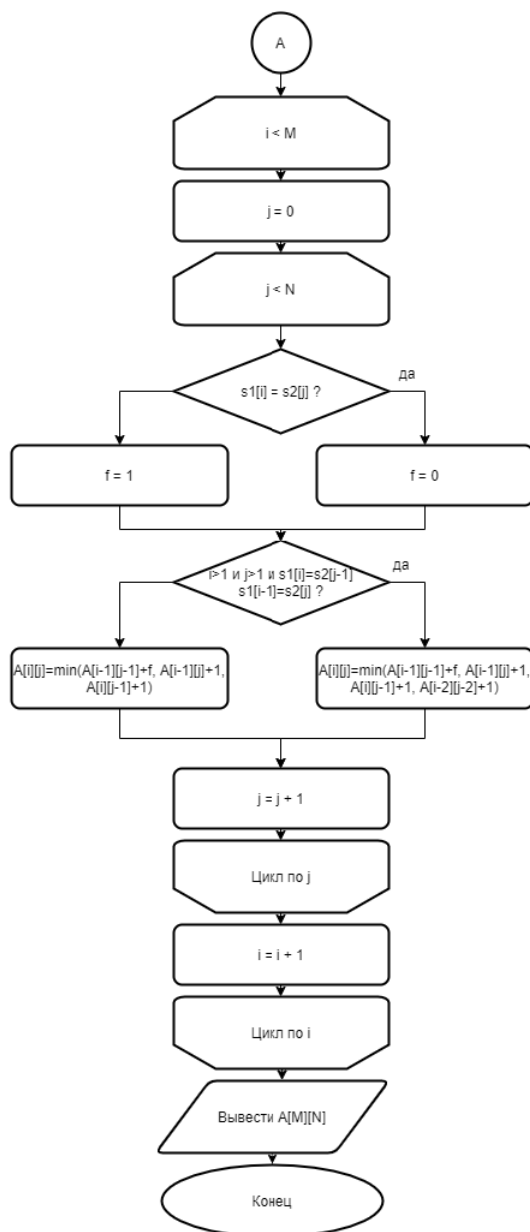 A
i < M
j = 0
j < N
s1[i] = s2[j] ?
да
f = 1
f = 0
i>1 и j>1 и s1[i]=s2[j-1]
s1[i-1]=s2[j] ?
да
A[i][j]=min(A[i-1][j-1]+f, A[i-1][j]+1,
A[i][j-1]+1)
A[i][j]=min(A[i-1][j-1]+f, A[i-1][j]+1,
A[i][j-1]+1, A[i-2][j-2]+1)
j = j + 1
Цикл по j
i = i + 1
Цикл по i
Вывести A[M][N]
Конец